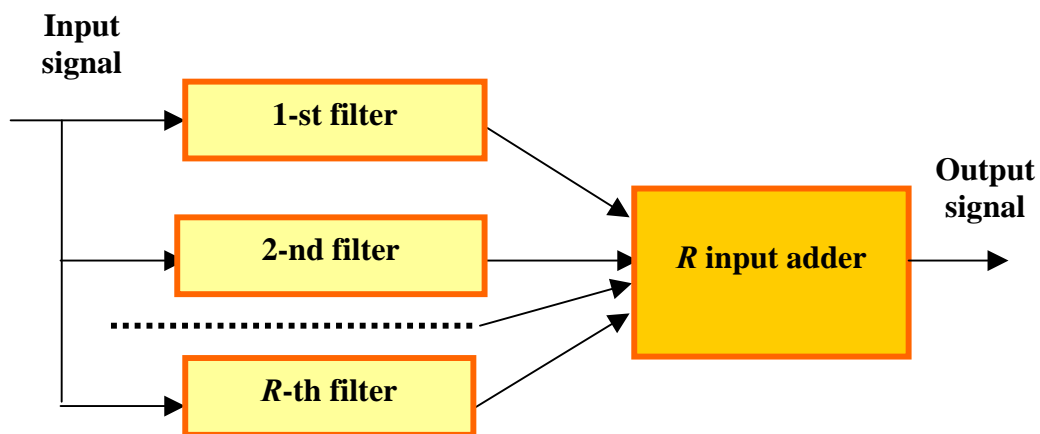 Input
signal
1-st filter
2-nd filter
R input adder
Output
signal
R-th filter